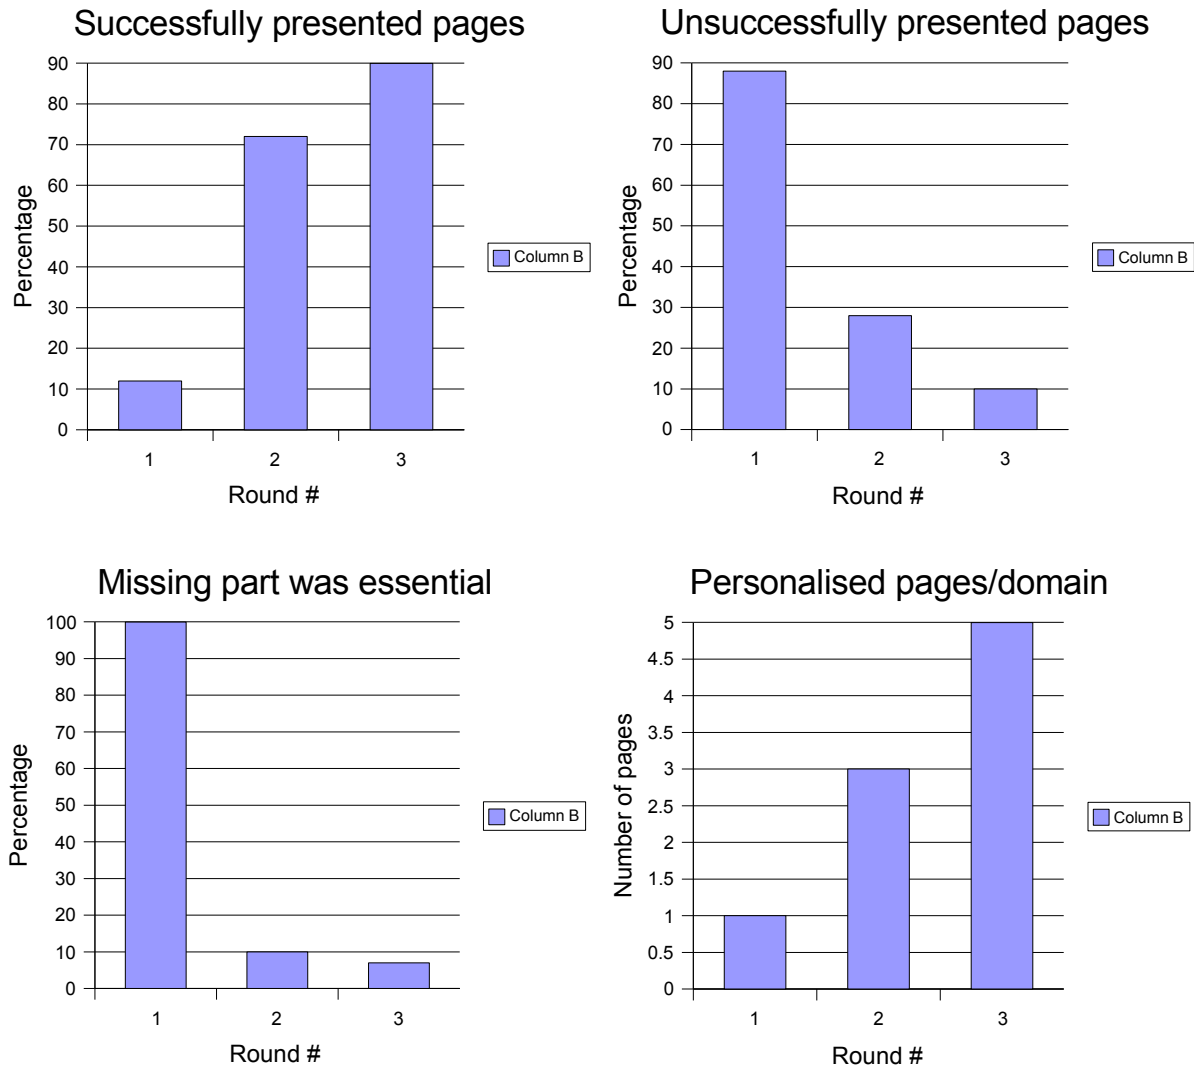 Successfully presented pages
90
80
70
60
50
40
30
20
10
0
Percentage
1 2 3
Round #
Column B
Unsuccessfully presented pages
90
80
70
60
50
40
30
20
10
0
Percentage
1 2 3
Round #
Column B
Missing part was essential
100
90
80
70
60
50
40
30
20
10
0
Percentage
1 2 3
Round #
Column B
Personalised pages/domain
5
4.5
4
3.5
3
2.5
2
1.5
1
0.5
0
Number of pages
1 2 3
Round #
Column B